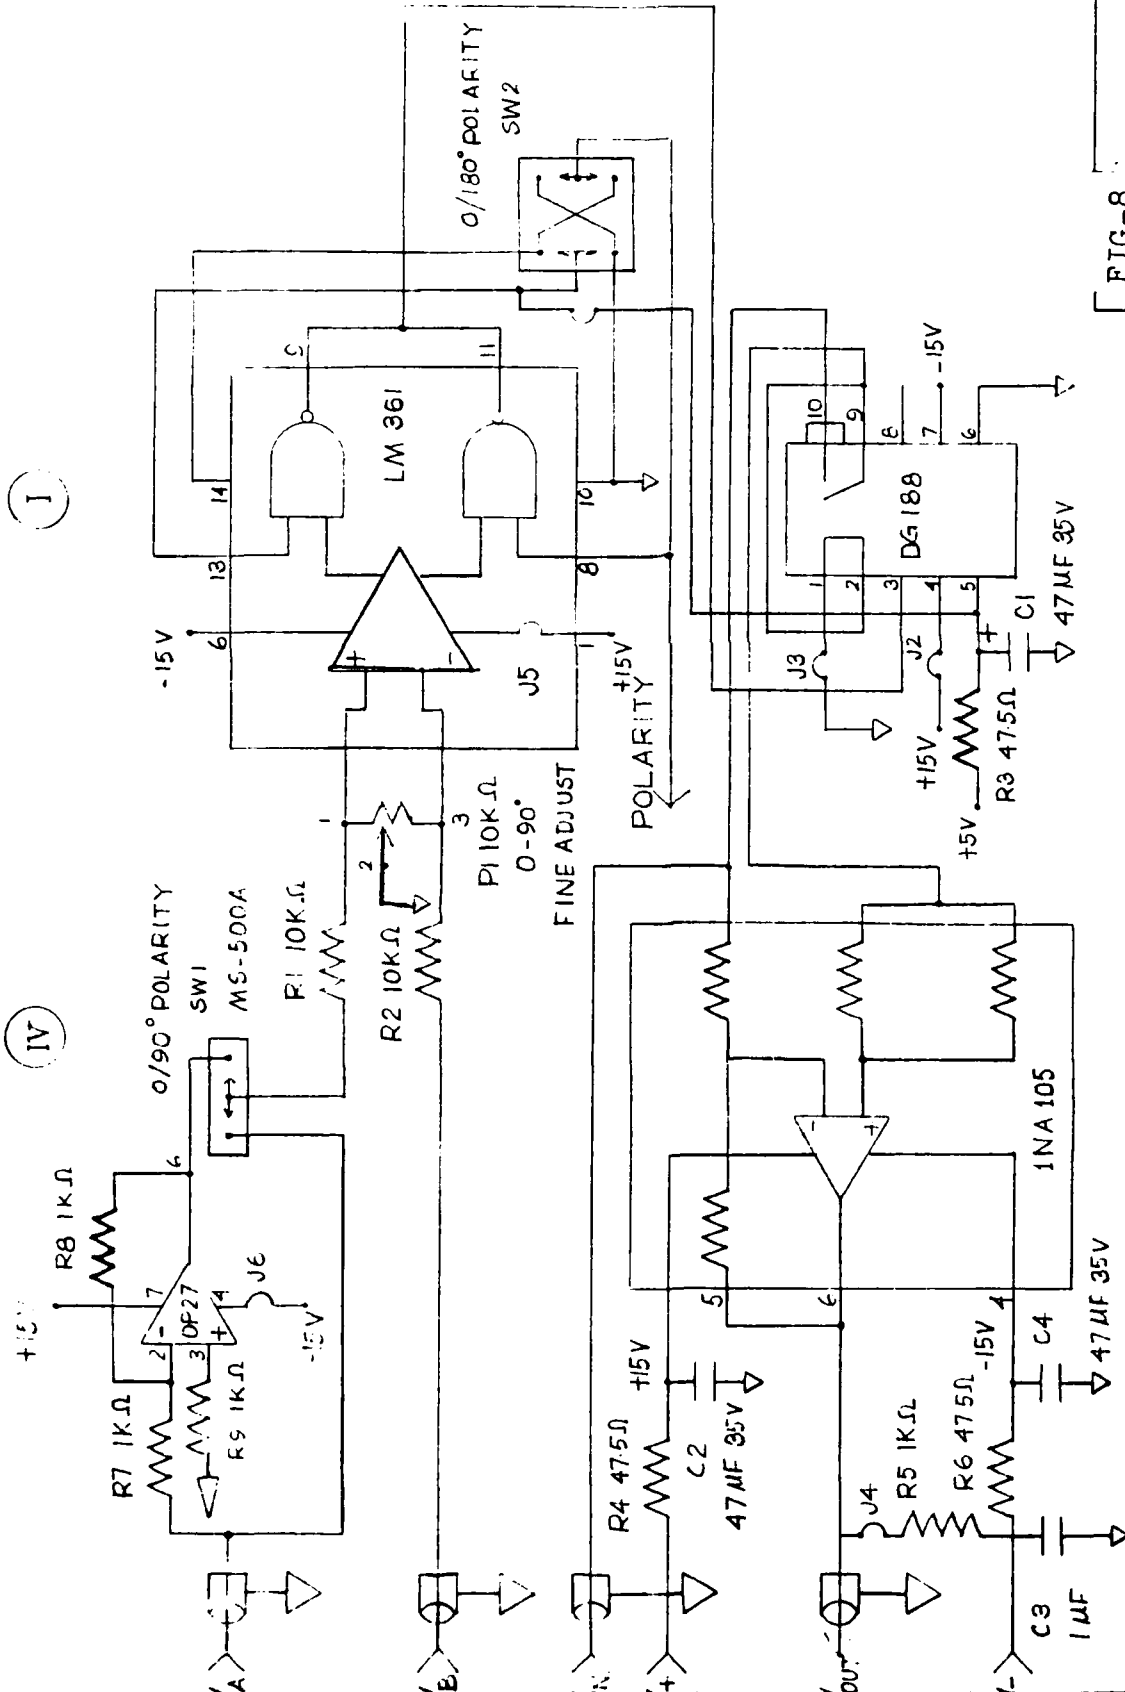 I
IV
0/180° POLARITY
SW2
9
11
14
13
LM 361
-15V
6
10
8
1
J5
+15V
POLARITY
0/90° POLARITY
SW1
MS-500A
R1 10KΩ
1
2
3
R2 10KΩ
P1 10KΩ
0-90°
FINE ADJUST
R8 1KΩ
6
+15V
7
2
-
OP27
3
+
4
J6
-15V
R7 1KΩ
R9 1KΩ
A
B
+
-
10
9
8
7
-15V
6
DG188
1
2
3
4
5
J3
J2
+15V
R3 47.5Ω
+5V
+
C1
47µF 35V
FIG-8
-
+
1NA105
5
6
4
+15V
R4 47.5Ω
C2
47µF 35V
-15V
C4
47µF 35V
R6 47.5Ω
R5 1KΩ
J4
C3
1µF
N
+
OUT
-